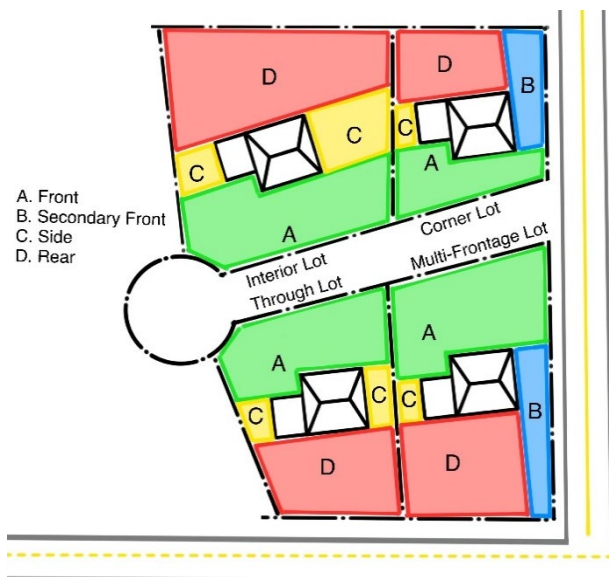 D
D
B
C
C
C
A
A
A. Front
B. Secondary Front
C. Side
D. Rear
Corner Lot
Interior Lot
Multi-Frontage Lot
Through Lot
A
A
C
C
C
B
D
D